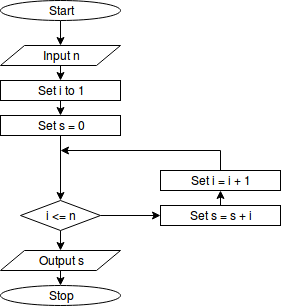 Start
Input n
Set i to 1
Set s = 0
i <= n
Set i = i + 1
Set s = s + i
Output s
Stop